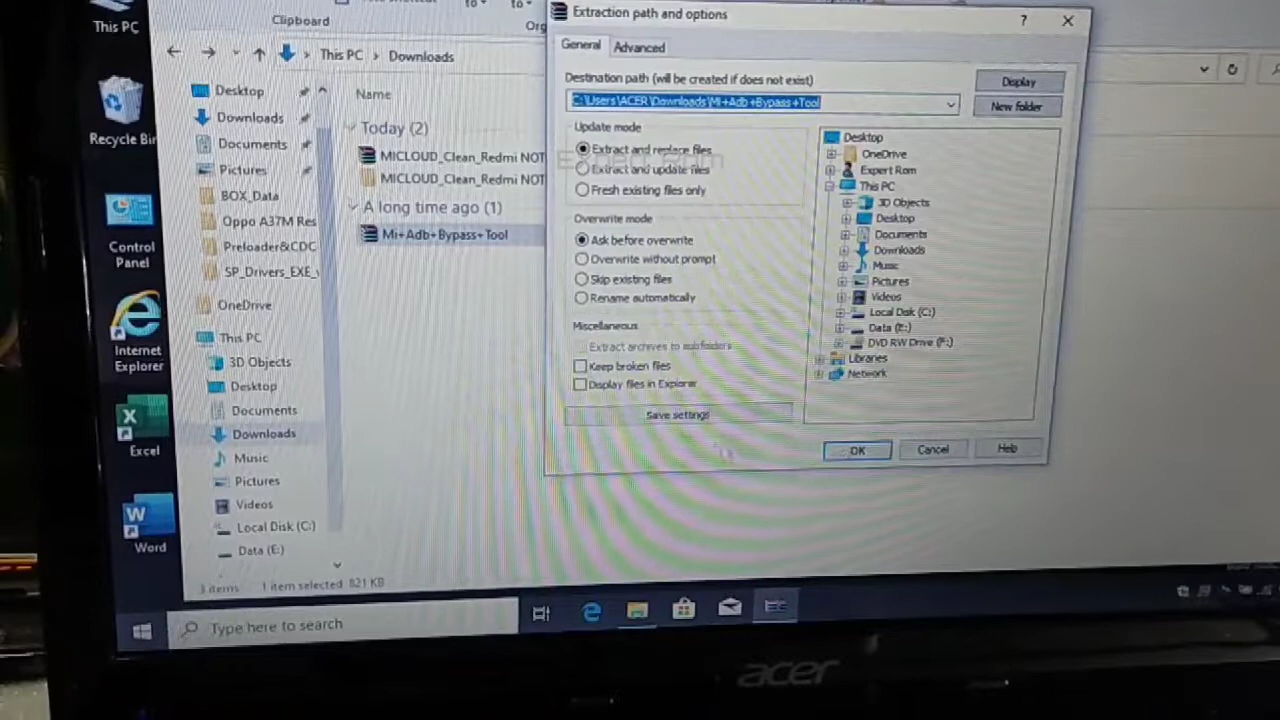 This PC
Recycle Bin
Control
Panel
Internet
Explorer
Excel
Word
Clipboard
This PC > Downloads
Desktop
Downloads
Documents
Pictures
BOX_Data
Oppo A37M Res
Preloader&CDC
SP_Drivers_EXE_
OneDrive
This PC
3D Objects
Desktop
Documents
Downloads
Music
Pictures
Videos
Local Disk (C:)
Data (E:)
Name
Today (2)
MICLOUD_Clean_Redmi NOT
MICLOUD_Clean_Redmi NOT
A long time ago (1)
Mi+Adb+Bypass+Tool
3 items 1 item selected 821 KB
Extraction path and options
General Advanced
Destination path (will be created if does not exist)
C:\Users\ACER\Downloads\Mi+Adb+Bypass+Tool
Display
New folder
Update mode
Extract and replace files
Extract and update files
Fresh existing files only
Expert Rom
Overwrite mode
Ask before overwrite
Overwrite without prompt
Skip existing files
Rename automatically
Miscellaneous
Extract archives to subfolders
Keep broken files
Display files in Explorer
Save settings
Desktop
OneDrive
Expert Rom
This PC
3D Objects
Desktop
Documents
Downloads
Music
Pictures
Videos
Local Disk (C:)
Data (E:)
DVD RW Drive (F:)
Libraries
Network
OK Cancel Help
Type here to search
acer